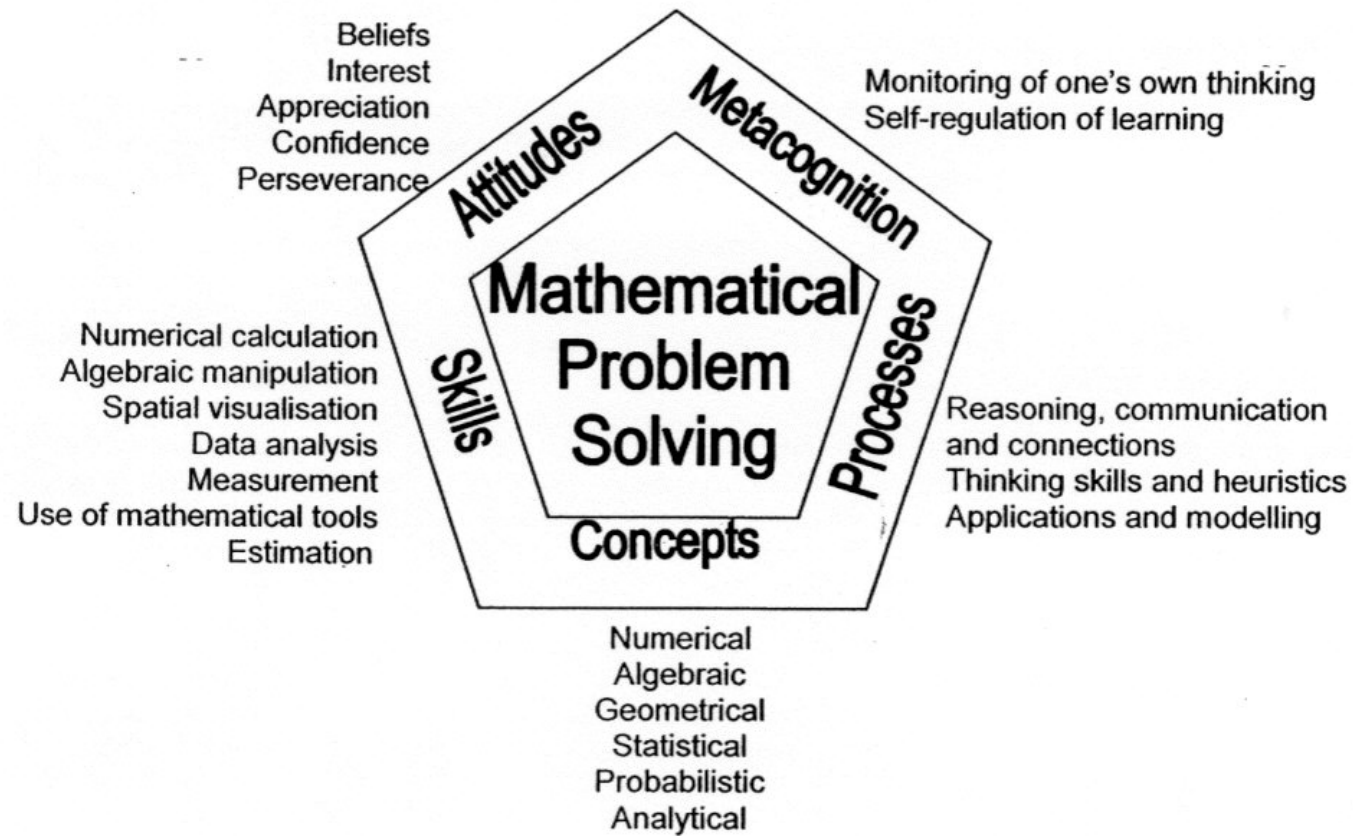 Beliefs
Interest
Appreciation
Confidence
Perseverance
Attitudes
Metacognition
Monitoring of one's own thinking
Self-regulation of learning
Mathematical
Problem
Solving
Skills
Numerical calculation
Algebraic manipulation
Spatial visualisation
Data analysis
Measurement
Use of mathematical tools
Estimation
Processes
Reasoning, communication
and connections
Thinking skills and heuristics
Applications and modelling
Concepts
Numerical
Algebraic
Geometrical
Statistical
Probabilistic
Analytical